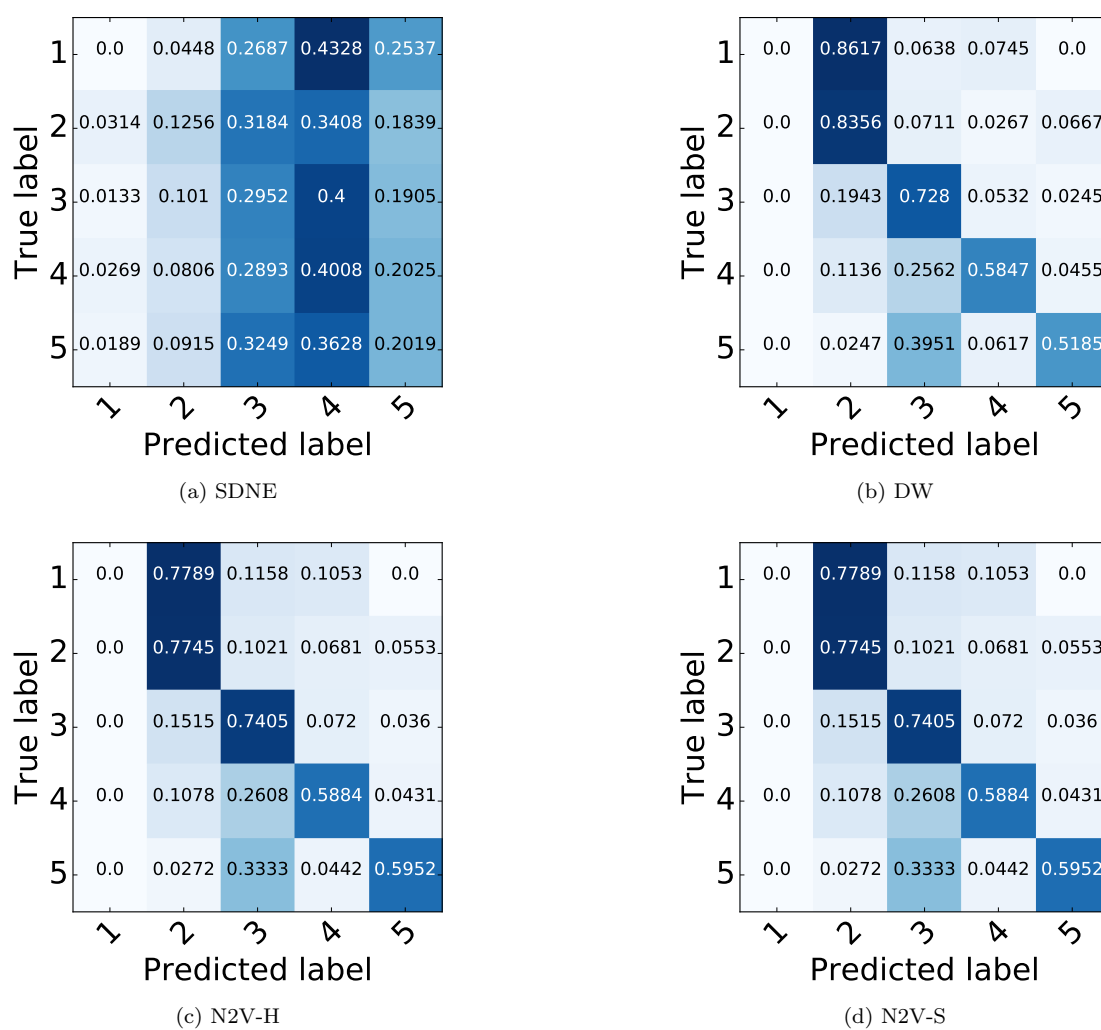 1 0.0 0.0448 0.2687 0.4328 0.2537
2 0.0314 0.1256 0.3184 0.3408 0.1839
3 0.0133 0.101 0.2952 0.4 0.1905
4 0.0269 0.0806 0.2893 0.4008 0.2025
5 0.0189 0.0915 0.3249 0.3628 0.2019
True label
1 2 3 4 5
Predicted label
(a) SDNE
1 0.0 0.8617 0.0638 0.0745 0.0
2 0.0 0.8356 0.0711 0.0267 0.0667
3 0.0 0.1943 0.728 0.0532 0.0245
4 0.0 0.1136 0.2562 0.5847 0.0455
5 0.0 0.0247 0.3951 0.0617 0.5185
True label
1 2 3 4 5
Predicted label
(b) DW
1 0.0 0.7789 0.1158 0.1053 0.0
2 0.0 0.7745 0.1021 0.0681 0.0553
3 0.0 0.1515 0.7405 0.072 0.036
4 0.0 0.1078 0.2608 0.5884 0.0431
5 0.0 0.0272 0.3333 0.0442 0.5952
True label
1 2 3 4 5
Predicted label
(c) N2V-H
1 0.0 0.7789 0.1158 0.1053 0.0
2 0.0 0.7745 0.1021 0.0681 0.0553
3 0.0 0.1515 0.7405 0.072 0.036
4 0.0 0.1078 0.2608 0.5884 0.0431
5 0.0 0.0272 0.3333 0.0442 0.5952
True label
1 2 3 4 5
Predicted label
(d) N2V-S